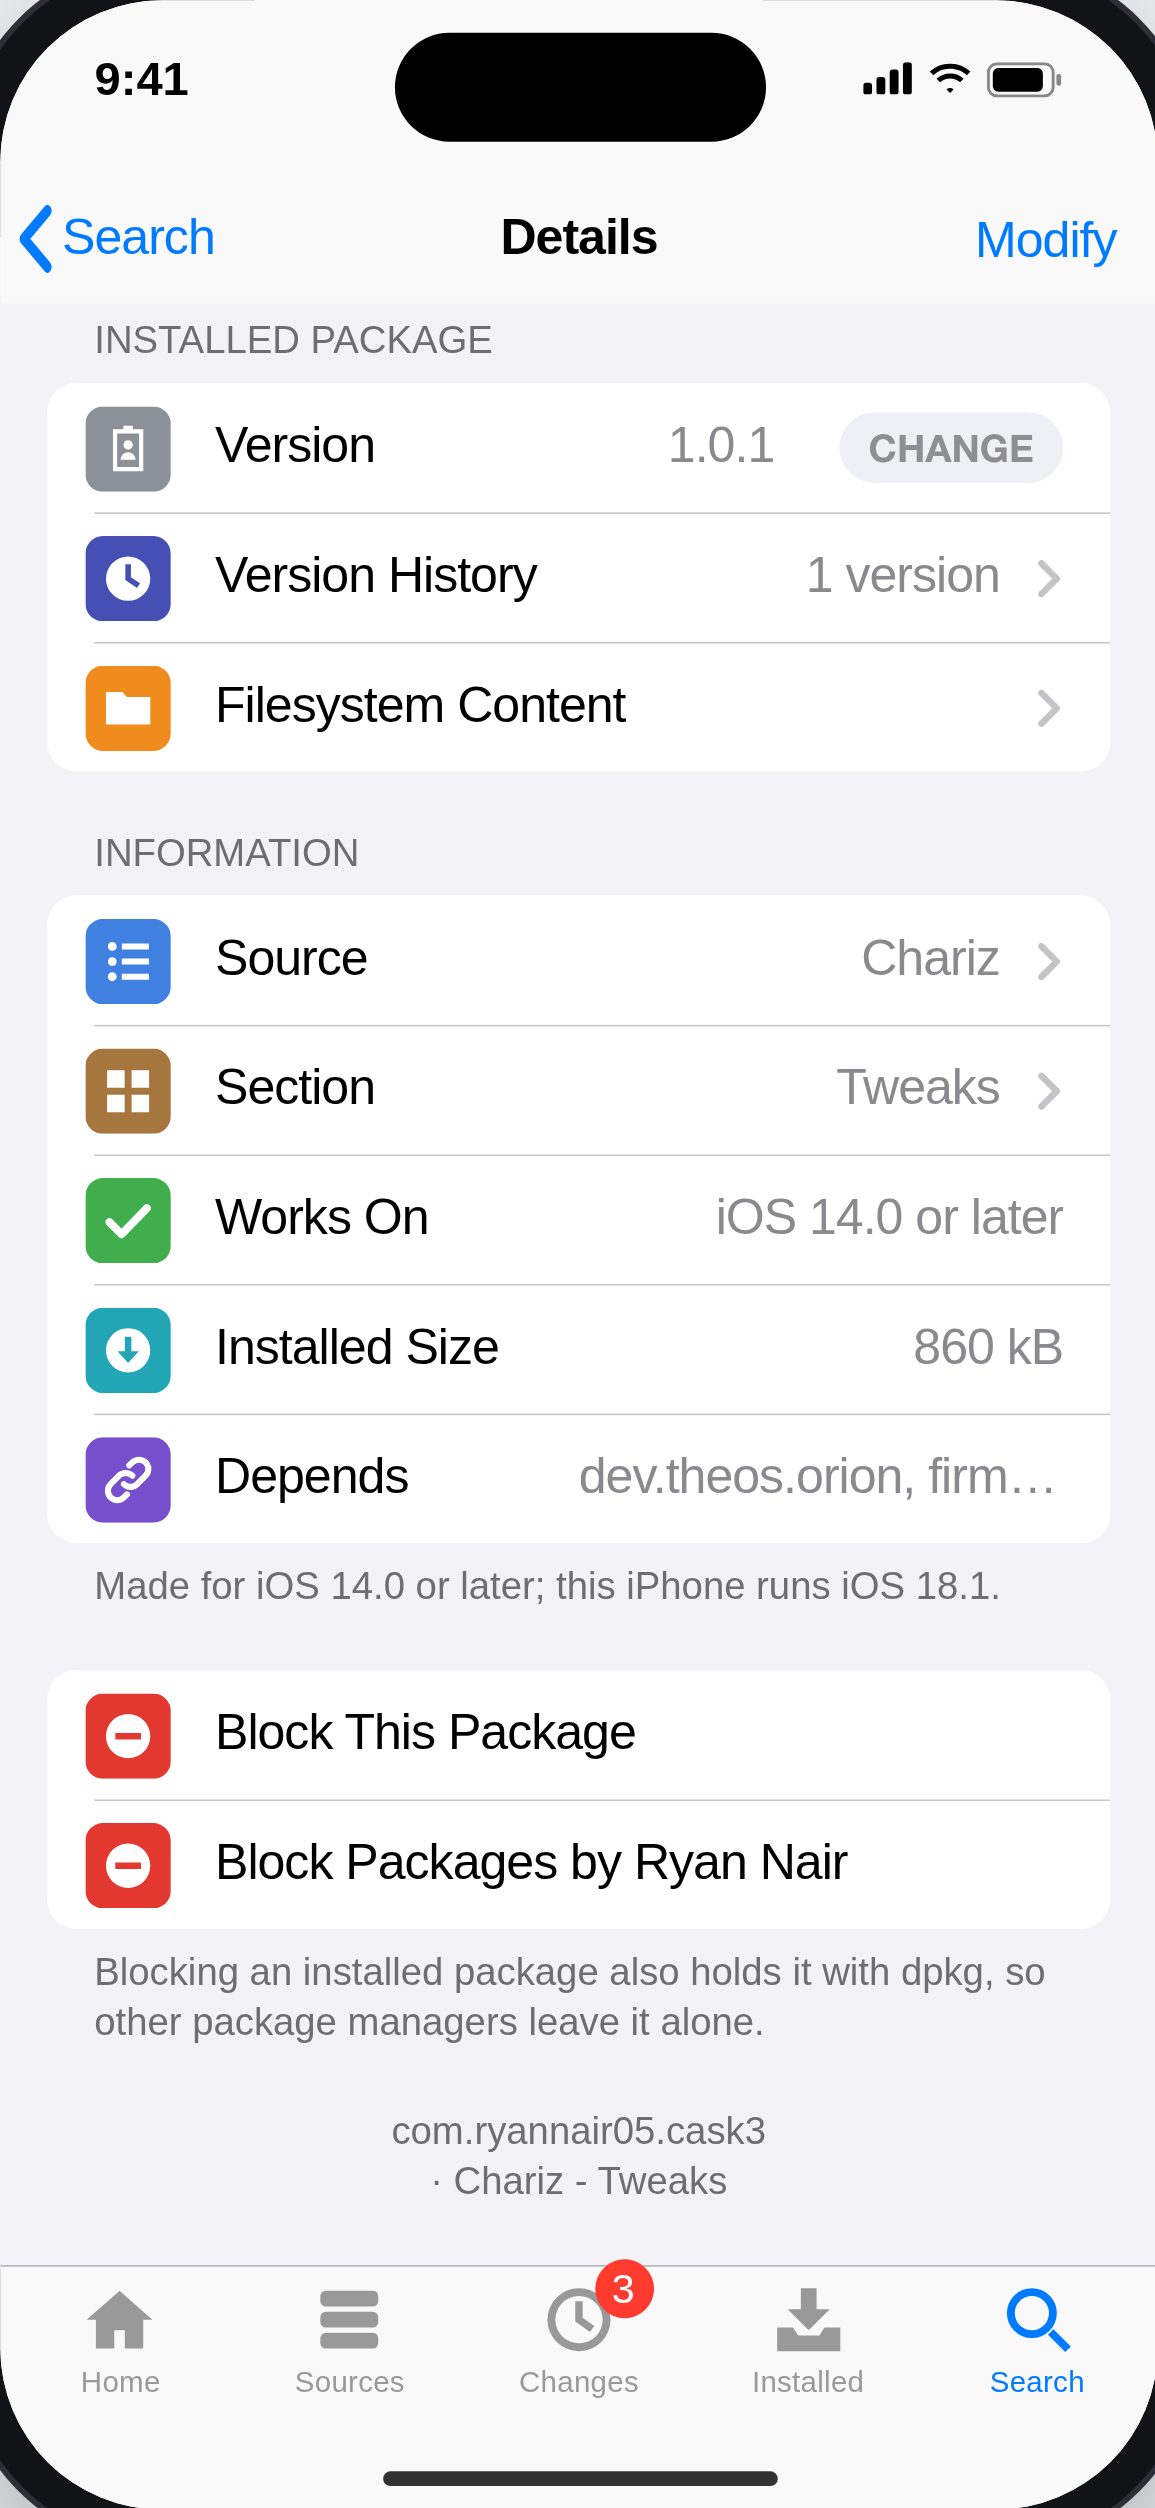 9:41
Search
Details
Modify
INSTALLED PACKAGE
Version
1.0.1
CHANGE
Version History
1 version
Filesystem Content
INFORMATION
Source
Chariz
Section
Tweaks
Works On
iOS 14.0 or later
Installed Size
860 kB
Depends
dev.theos.orion, firm…
Made for iOS 14.0 or later; this iPhone runs iOS 18.1.
Block This Package
Block Packages by Ryan Nair
Blocking an installed package also holds it with dpkg, so
other package managers leave it alone.
com.ryannair05.cask3
· Chariz - Tweaks
3
Home
Sources
Changes
Installed
Search